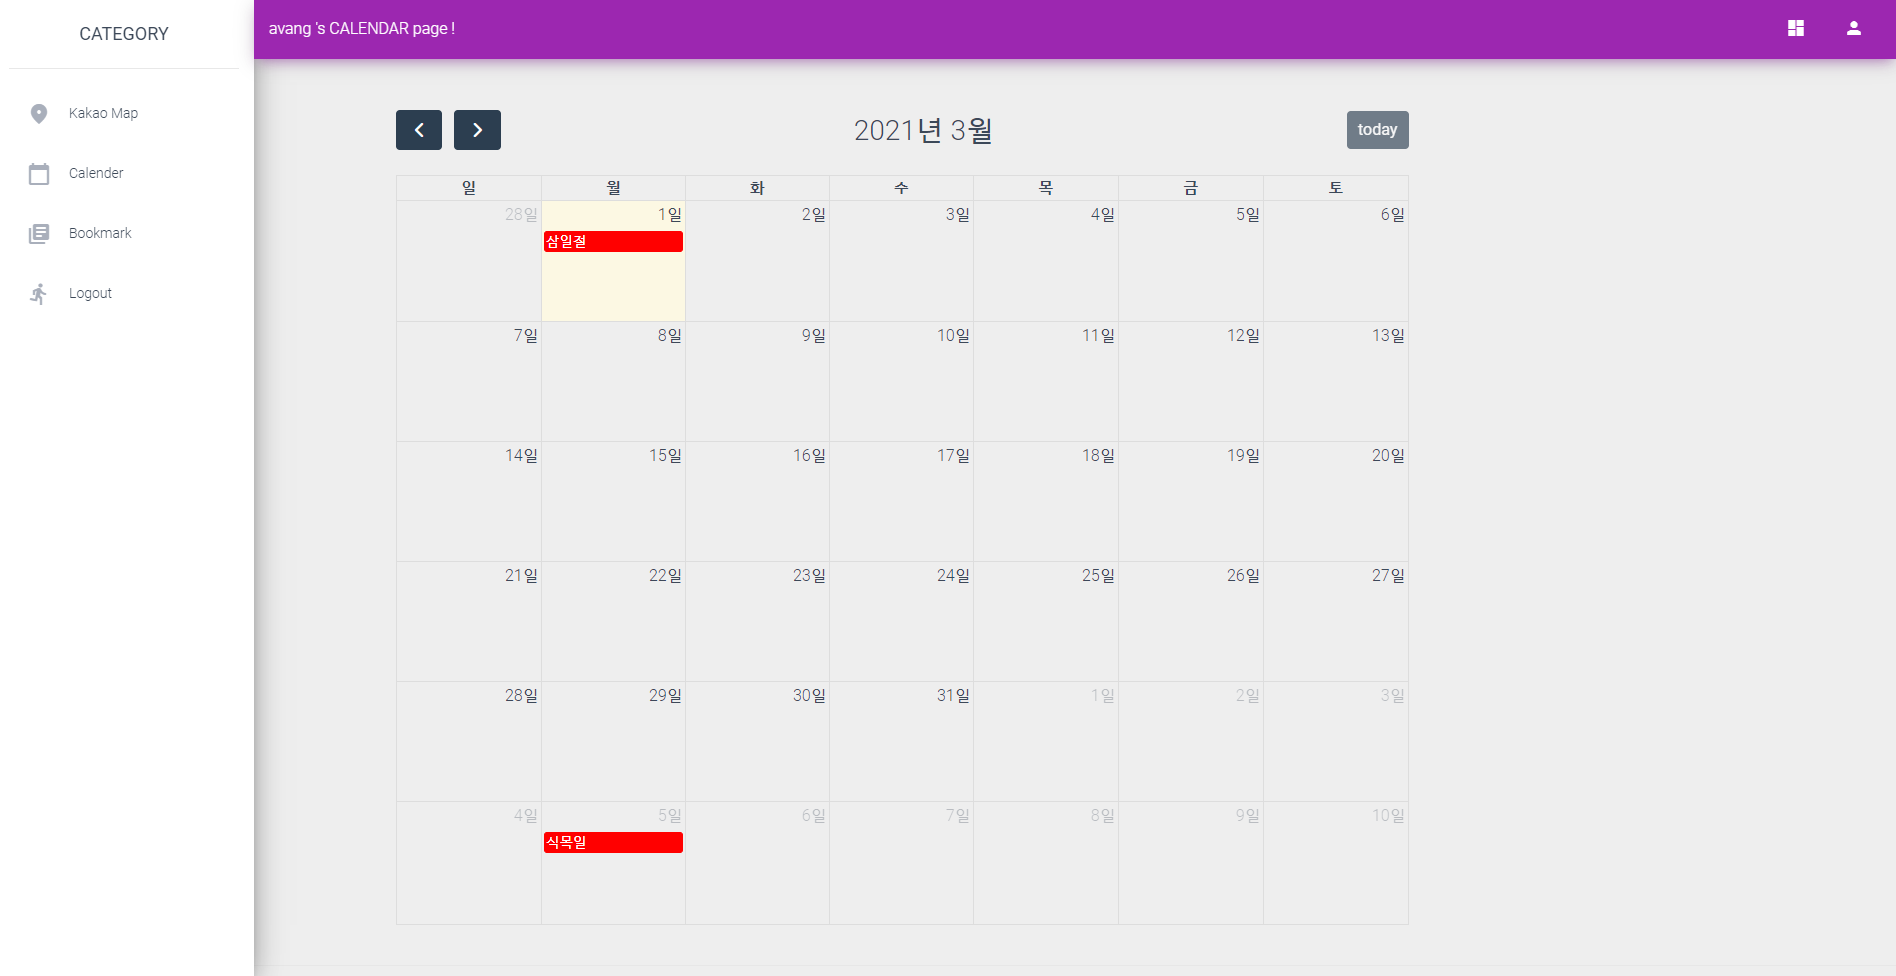 CATEGORY
Kakao Map
Calender
Bookmark
Logout
avang 's CALENDAR page !
2021년 3월
today
일 월 화 수 목 금 토
28일 1일 2일 3일 4일 5일 6일
삼일절
7일 8일 9일 10일 11일 12일 13일
14일 15일 16일 17일 18일 19일 20일
21일 22일 23일 24일 25일 26일 27일
28일 29일 30일 31일 1일 2일 3일
4일 5일 6일 7일 8일 9일 10일
식목일